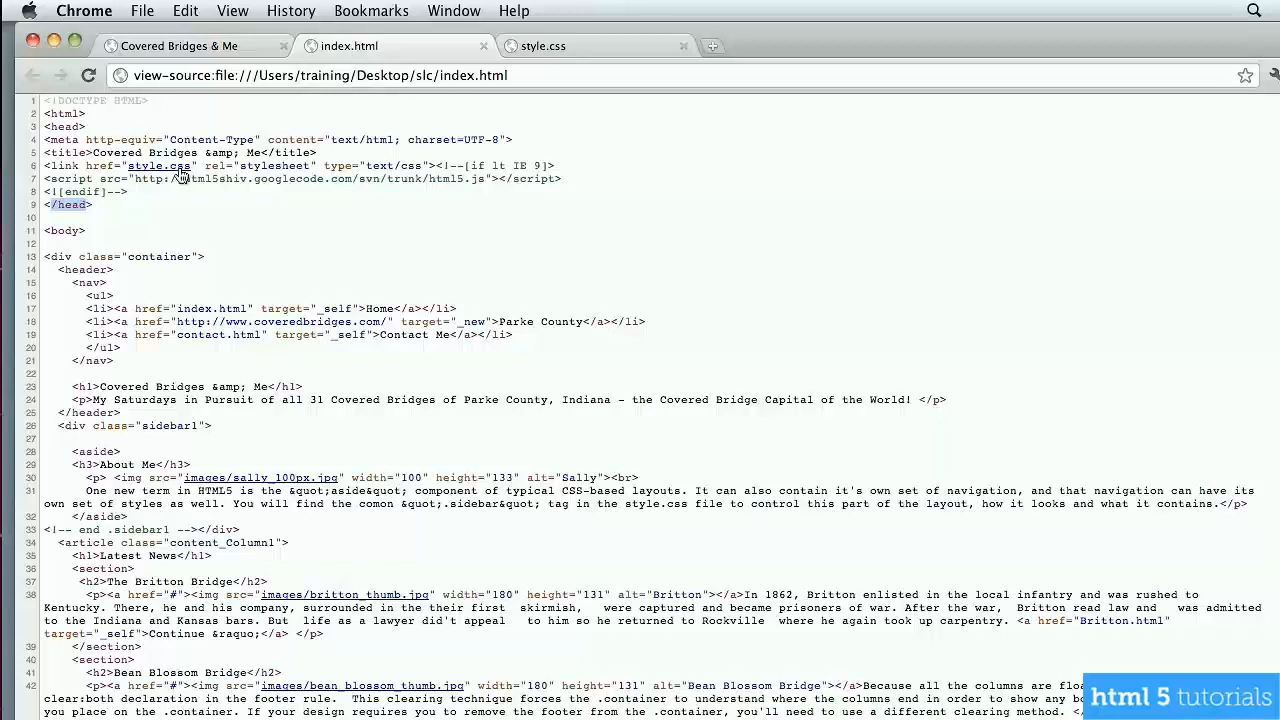 Chrome File Edit View History Bookmarks Window Help
Covered Bridges & Me
index.html
style.css
view-source:file:///Users/training/Desktop/slc/index.html
1 <!DOCTYPE HTML>
2 <html>
3 <head>
4 <meta http-equiv="Content-Type" content="text/html; charset=UTF-8">
5 <title>Covered Bridges &amp; Me</title>
6 <link href="style.css" rel="stylesheet" type="text/css"><!--[if lt IE 9]>
7 <script src="http://html5shiv.googlecode.com/svn/trunk/html5.js"></script>
8 <![endif]-->
9 </head>
10
11 <body>
12
13 <div class="container">
14 <header>
15 <nav>
16 <ul>
17 <li><a href="index.html" target="_self">Home</a></li>
18 <li><a href="http://www.coveredbridges.com/" target="_new">Parke County</a></li>
19 <li><a href="contact.html" target="_self">Contact Me</a></li>
20 </ul>
21 </nav>
22
23 <h1>Covered Bridges &amp; Me</h1>
24 <p>My Saturdays in Pursuit of all 31 Covered Bridges of Parke County, Indiana - the Covered Bridge Capital of the World! </p>
25 </header>
26 <div class="sidebar1">
27
28 <aside>
29 <h3>About Me</h3>
30 <p> <img src="images/sally_100px.jpg" width="100" height="133" alt="Sally"><br>
31 One new term in HTML5 is the &quot;aside&quot; component of typical CSS-based layouts. It can also contain it's own set of navigation, and that navigation can have its
own set of styles as well. You will find the comon &quot;.sidebar&quot; tag in the style.css file to control this part of the layout, how it looks and what it contains.</p>
32 </aside>
33 <!-- end .sidebar1 --></div>
34 <article class="content_Column1">
35 <h1>Latest News</h1>
36 <section>
37 <h2>The Britton Bridge</h2>
38 <p><a href="#"><img src="images/britton_thumb.jpg" width="180" height="131" alt="Britton"></a>In 1862, Britton enlisted in the local infantry and was rushed to
Kentucky. There, he and his company, surrounded in the their first skirmish, were captured and became prisoners of war. After the war, Britton read law and was admitted
to the Indiana and Kansas bars. But life as a lawyer did't appeal to him so he returned to Rockville where he again took up carpentry. <a href="Britton.html"
target="_self">Continue &raquo;</a> </p>
39 </section>
40 <section>
41 <h2>Bean Blossom Bridge</h2>
42 <p><a href="#"><img src="images/bean_blossom_thumb.jpg" width="180" height="131" alt="Bean Blossom Bridge"></a>Because all the columns are
clear:both declaration in the footer rule. This clearing technique forces the .container to understand where the columns end in order to show any
you place on the .container. If your design requires you to remove the footer from the .container, you'll need to use a different clearing method.
html 5 tutorials